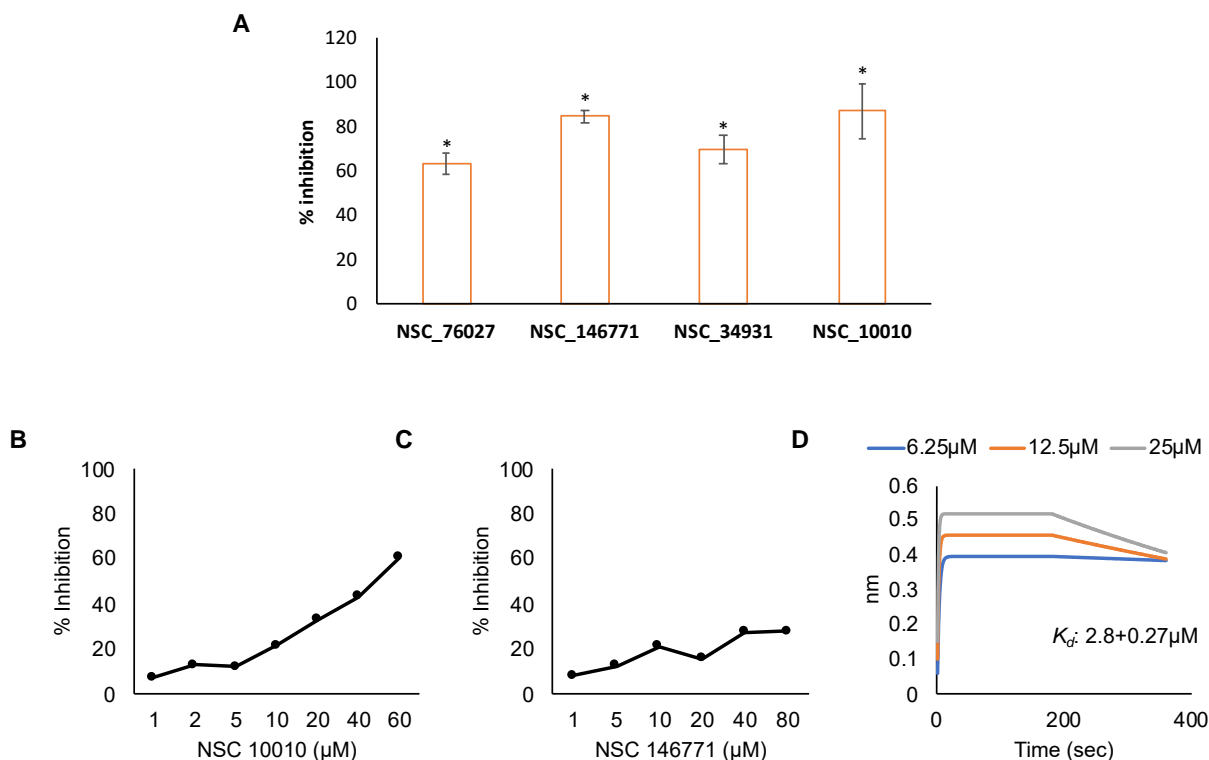 A
120
100
80
60
40
20
0
% inhibition
*
*
*
*
NSC_76027 NSC_146771 NSC_34931 NSC_10010
B
100
80
60
40
20
0
% Inhibition
1 2 5 10 20 40 60
NSC 10010 (µM)
C
100
80
60
40
20
0
% Inhibition
1 5 10 20 40 80
NSC 146771 (µM)
D
6.25µM 12.5µM 25µM
0.6
0.5
0.4
0.3
0.2
0.1
0
nm
Kd: 2.8+0.27µM
0 200 400
Time (sec)